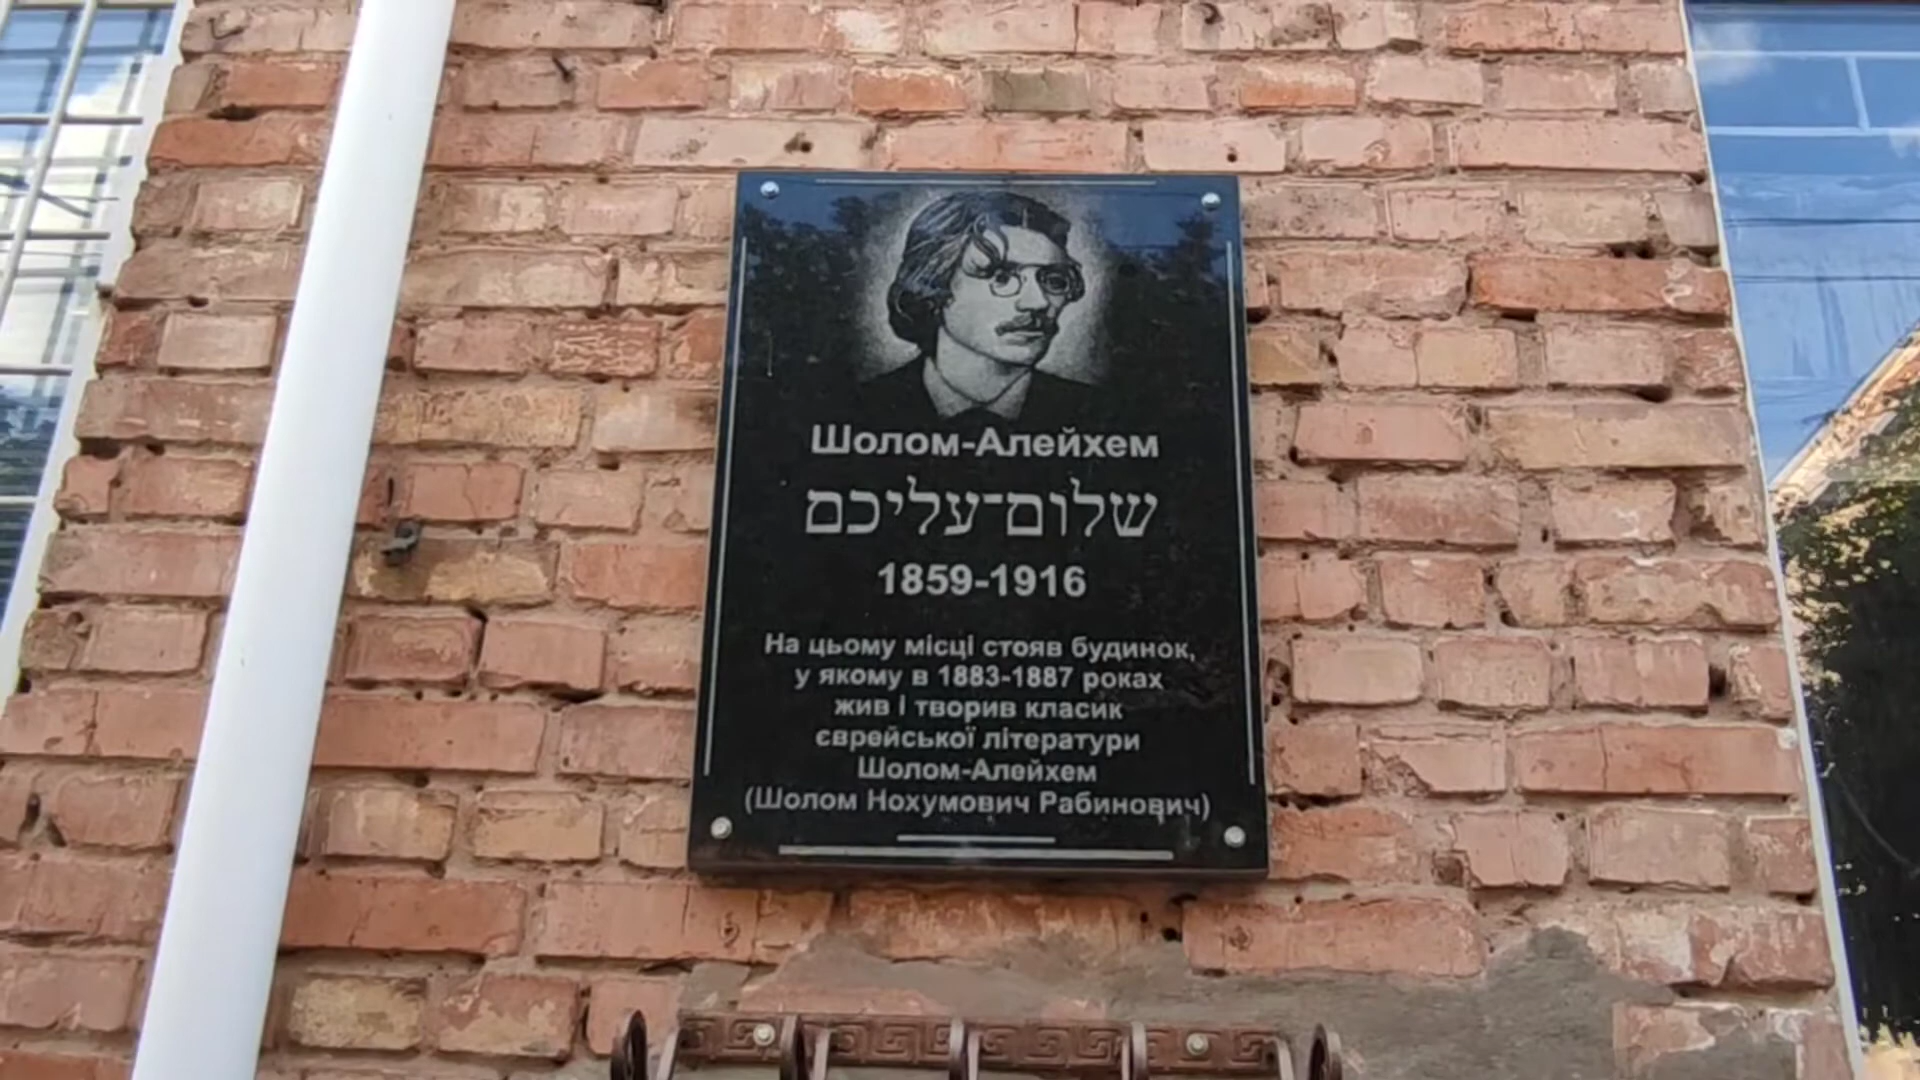 Шолом-Алейхем
שלום־עליכם
1859-1916
На цьому місці стояв будинок,
у якому в 1883-1887 роках
жив і творив класик
єврейської літератури
Шолом-Алейхем
(Шолом Нохумович Рабинович)